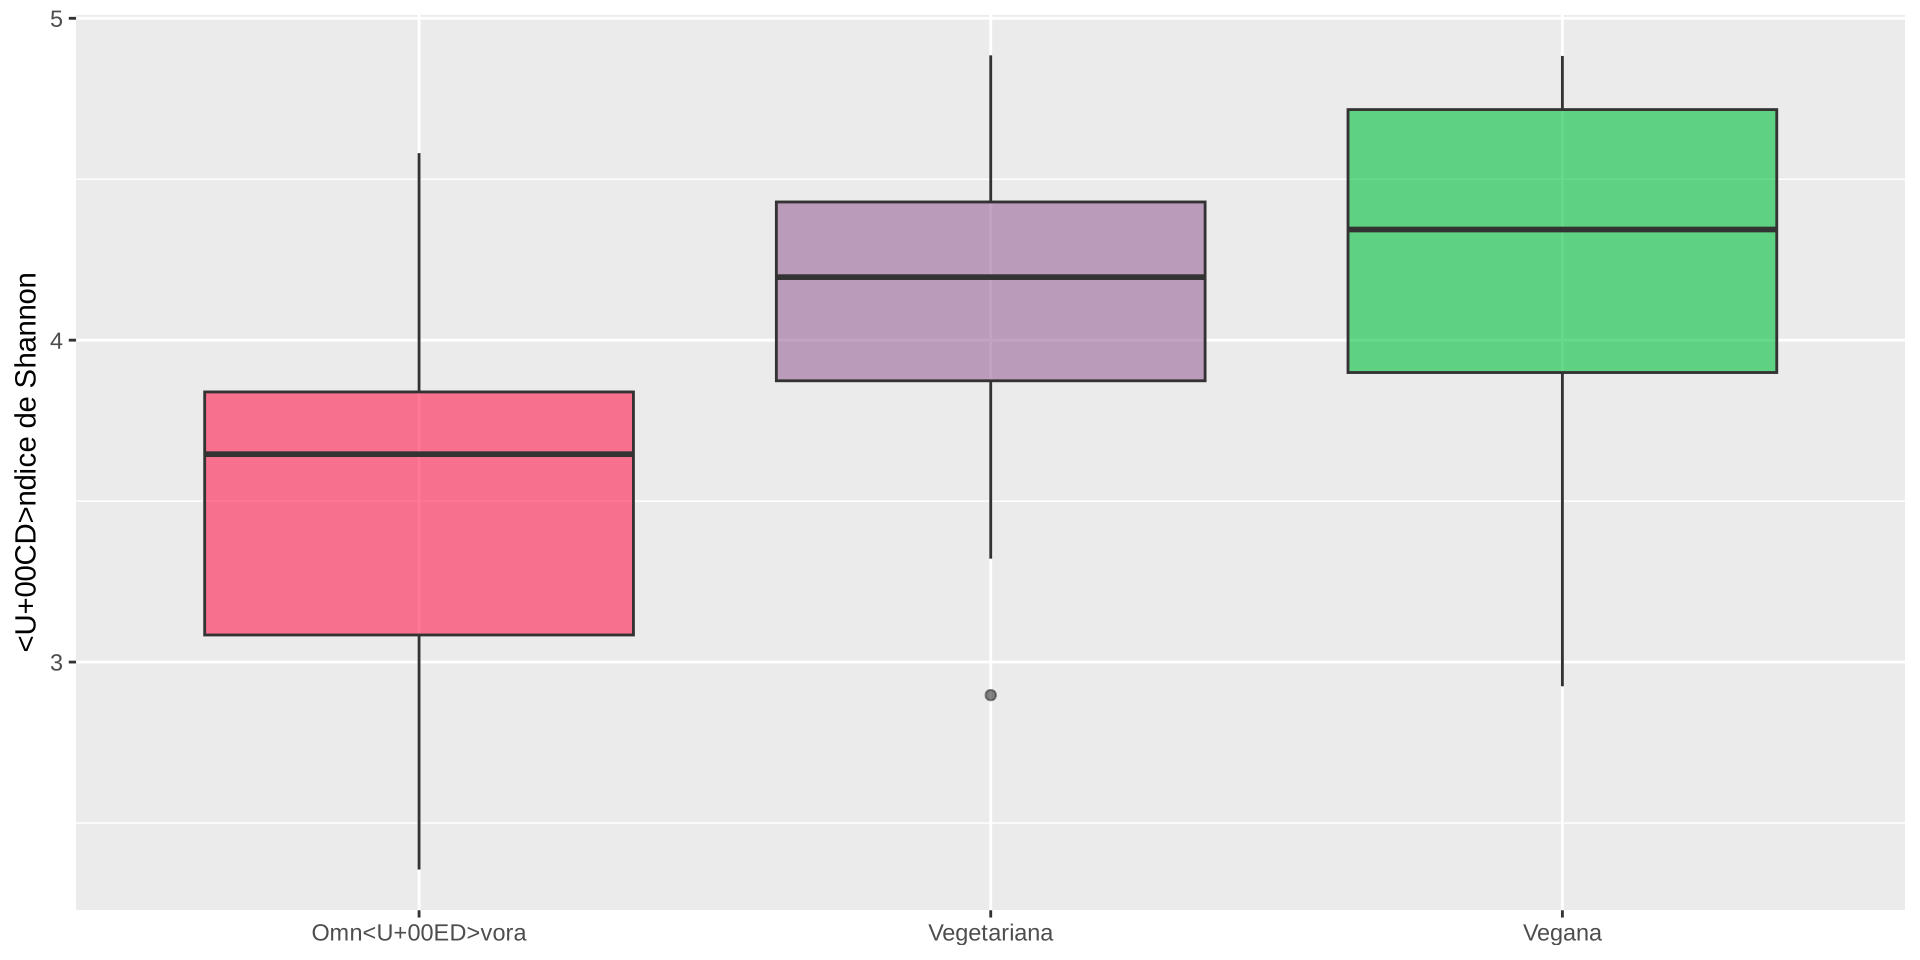 5
4
3
<U+00CD>ndice de Shannon
Omn<U+00ED>vora
Vegetariana
Vegana